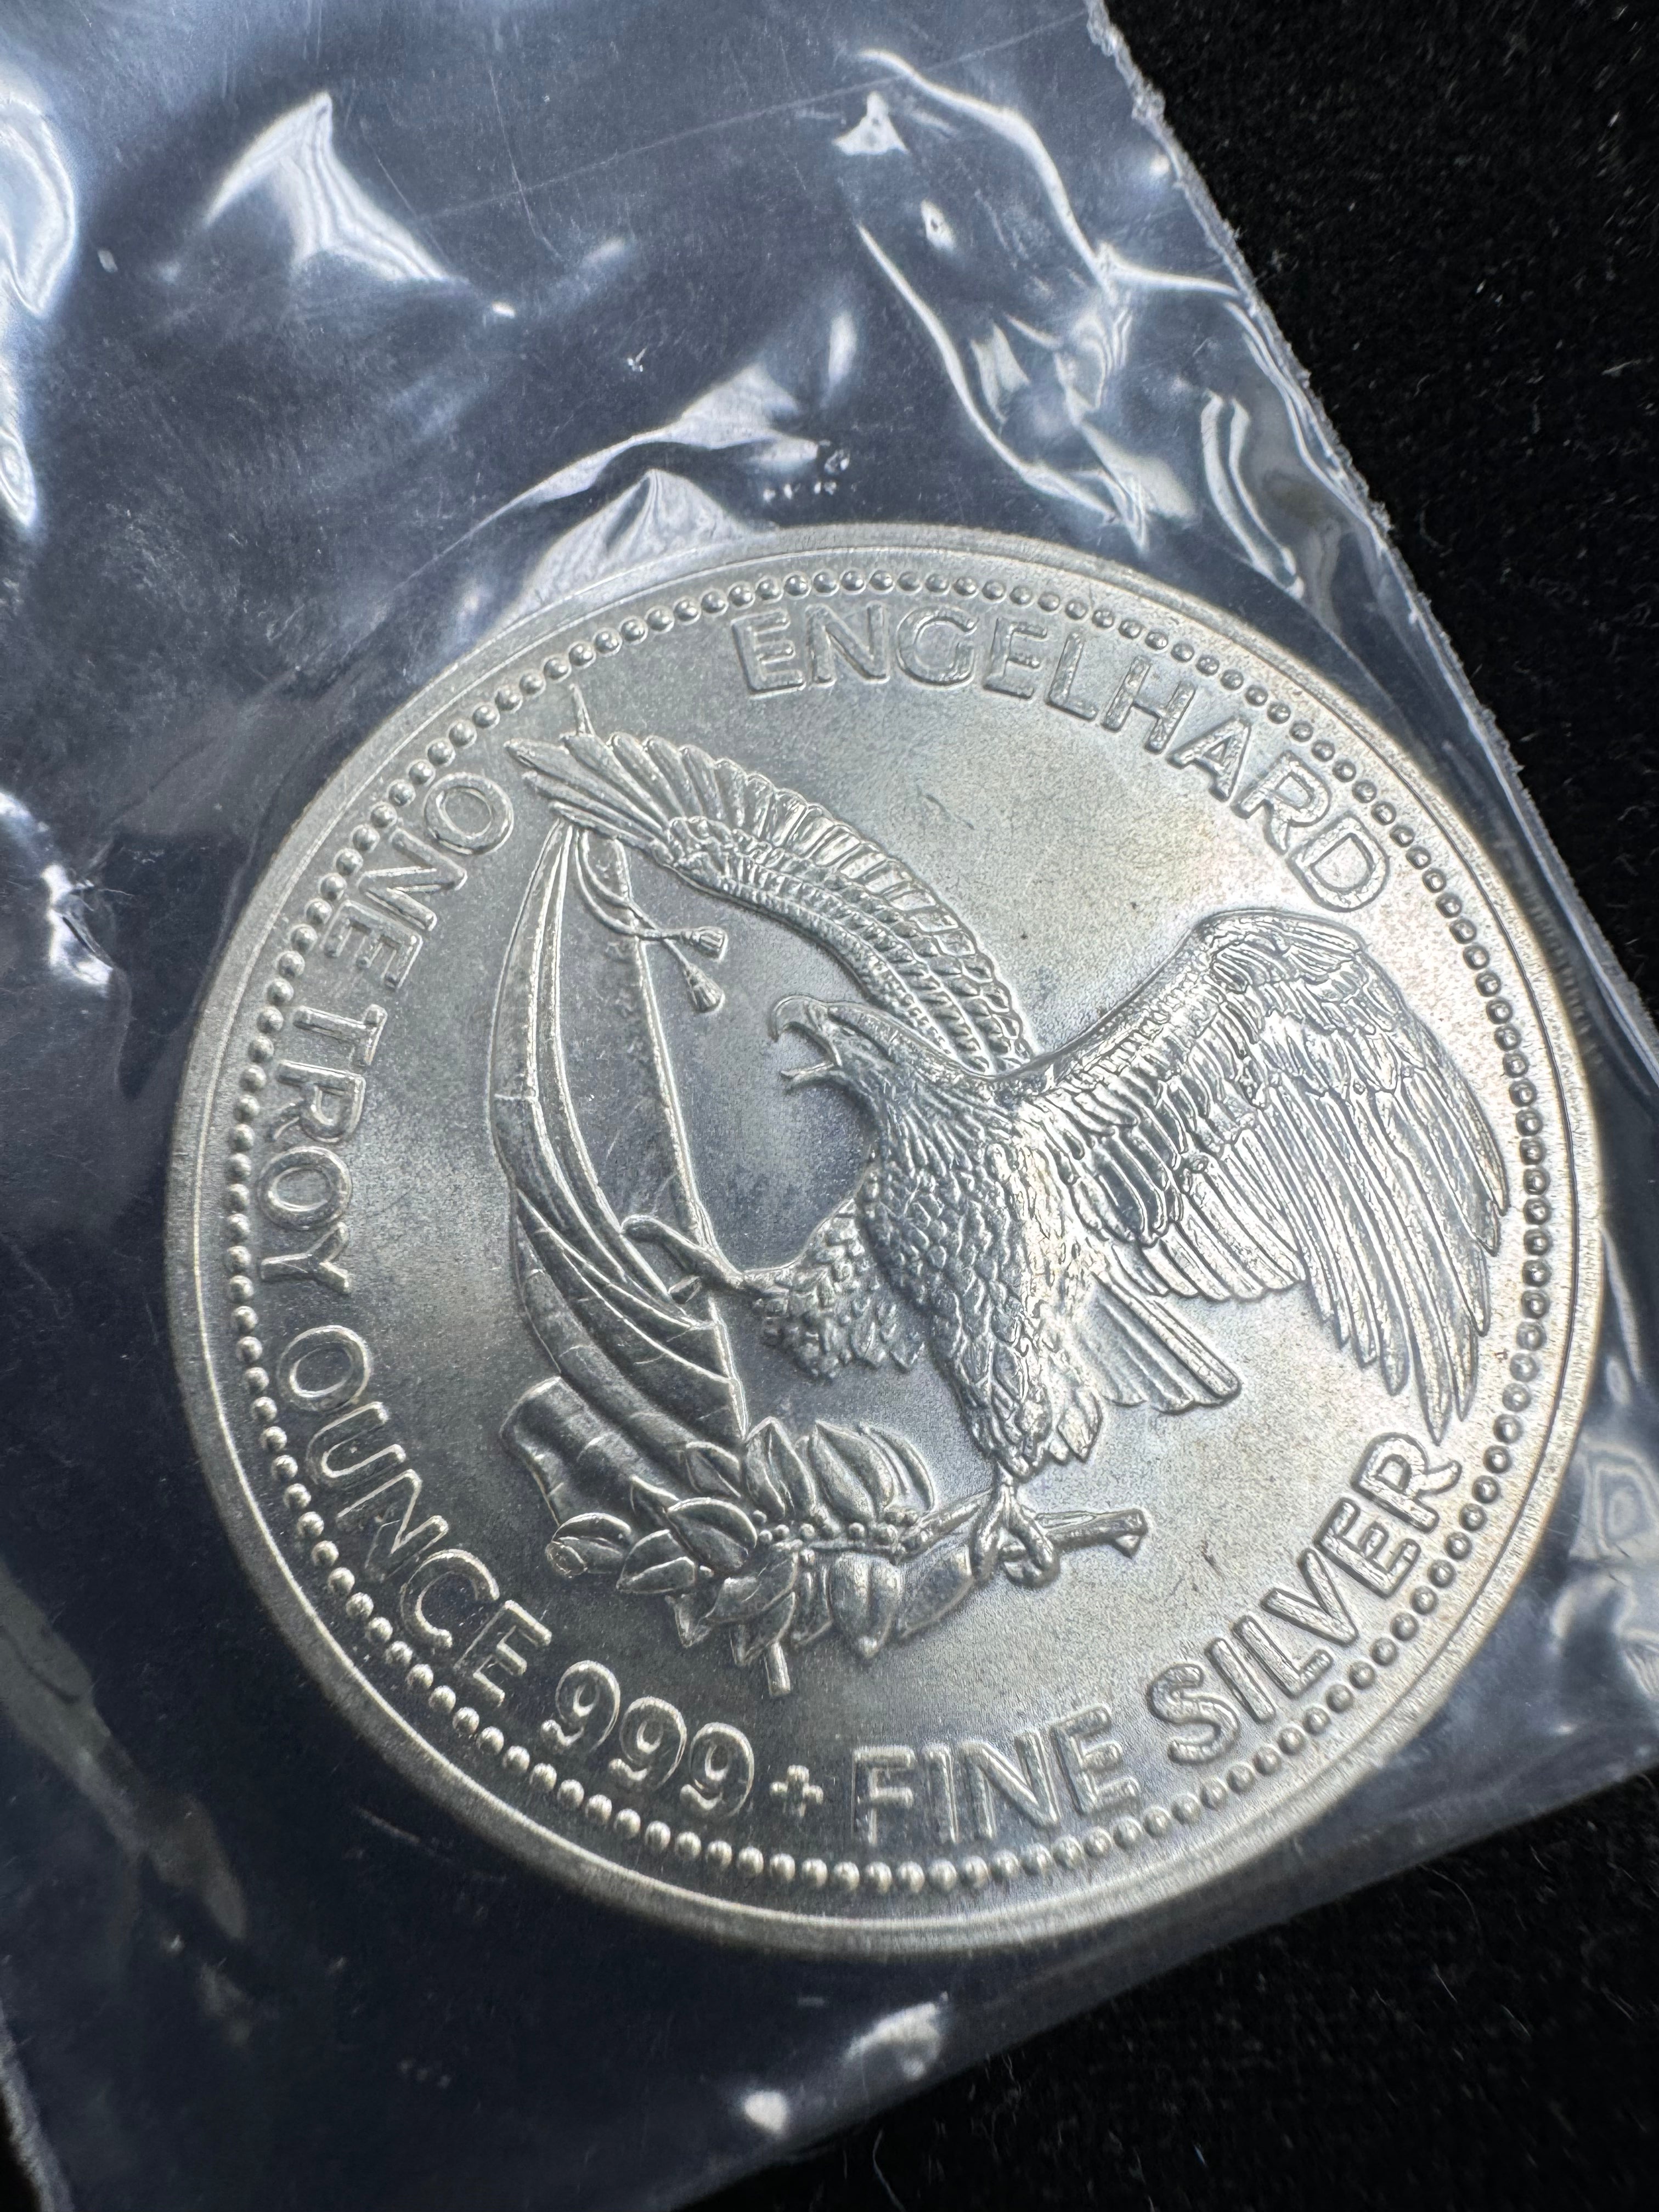 ENGELHARD
ONE TROY OUNCE 999 + FINE SILVER